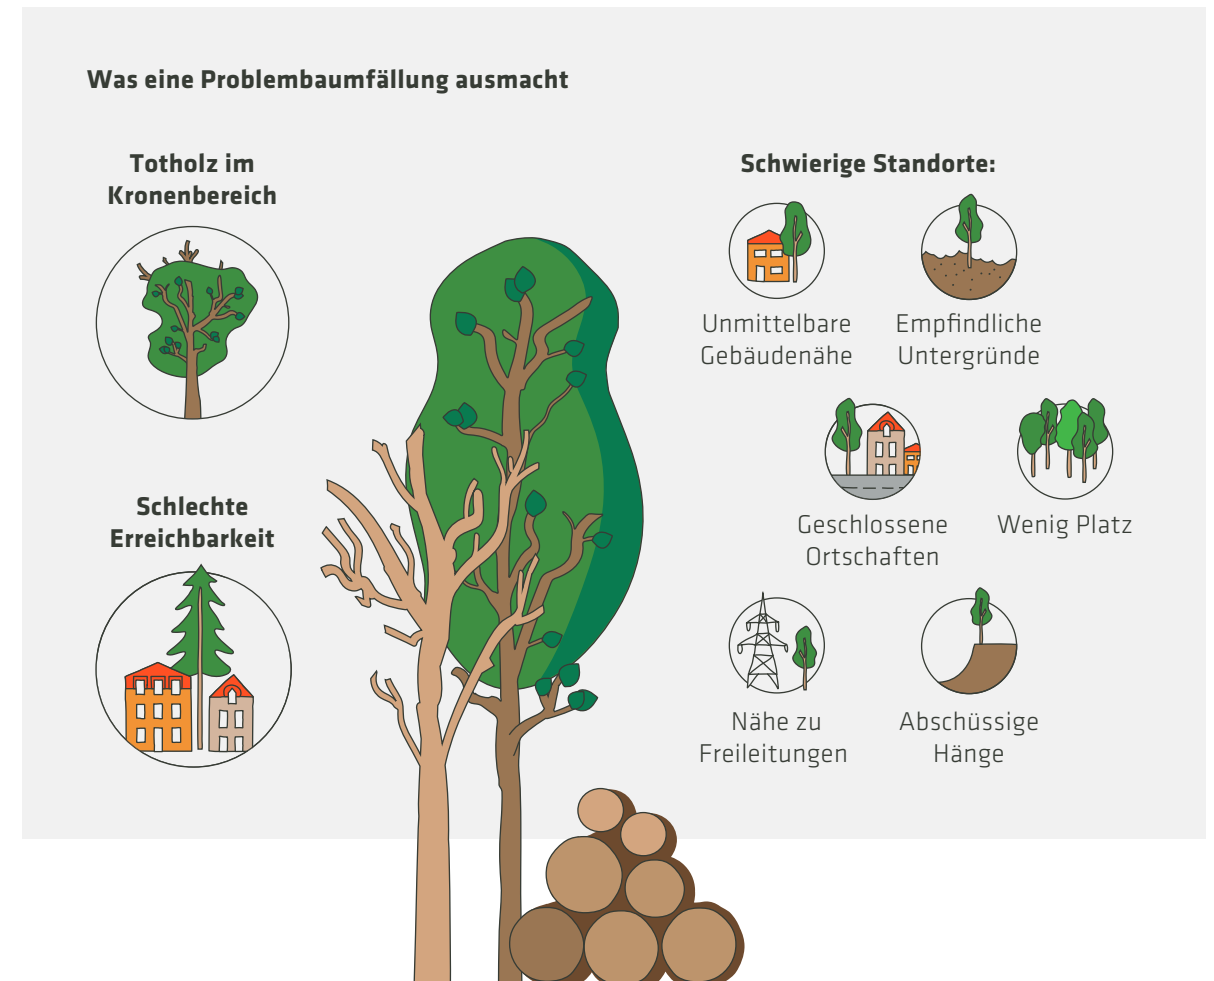 Was eine Problembaumfällung ausmacht
Totholz im
Kronenbereich
Schlechte
Erreichbarkeit
Schwierige Standorte:
Unmittelbare
Gebäudenähe
Empfindliche
Untergründe
Geschlossene
Ortschaften
Wenig Platz
Nähe zu
Freileitungen
Abschüssige
Hänge